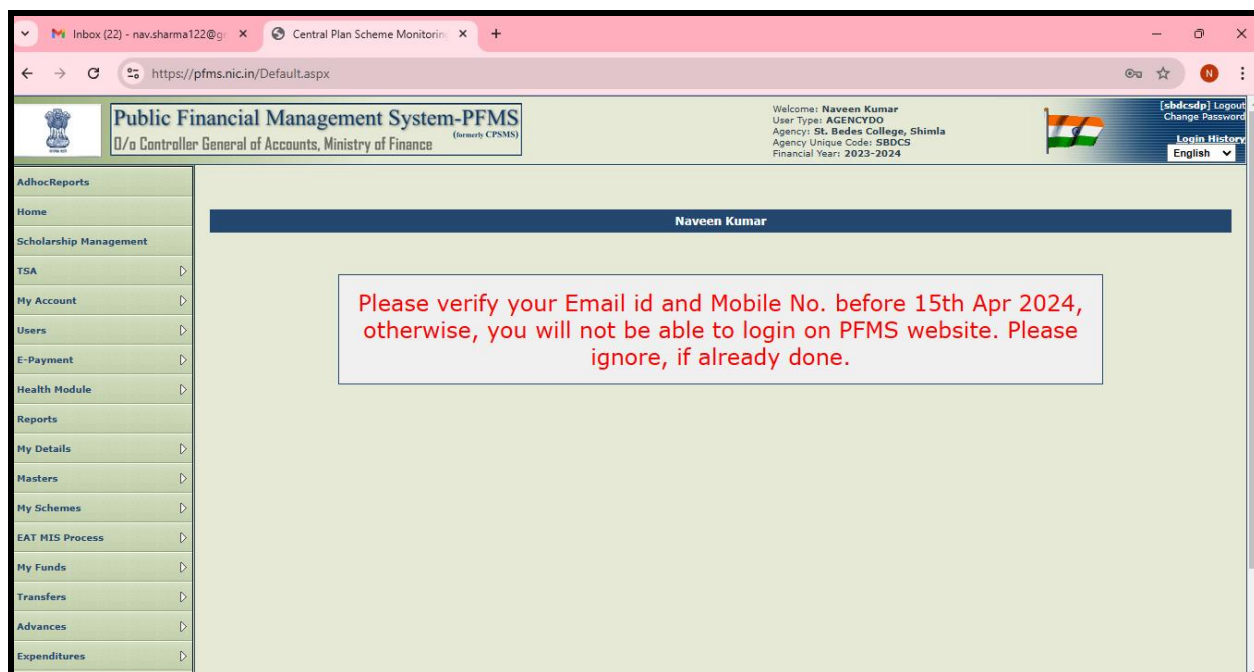 Inbox (22) - nav.sharma122@gr
Central Plan Scheme Monitorin
https://pfms.nic.in/Default.aspx
N
Public Financial Management System-PFMS
(formerly CPSMS)
O/o Controller General of Accounts, Ministry of Finance
Welcome: Naveen Kumar
User Type: AGENCYDO
Agency: St. Bedes College, Shimla
Agency Unique Code: SBDCS
Financial Year: 2023-2024
[sbdcsdp] Logout
Change Password
Login History
English
AdhocReports
Home
Scholarship Management
TSA
My Account
Users
E-Payment
Health Module
Reports
My Details
Masters
My Schemes
EAT MIS Process
My Funds
Transfers
Advances
Expenditures
Naveen Kumar
Please verify your Email id and Mobile No. before 15th Apr 2024,
otherwise, you will not be able to login on PFMS website. Please
ignore, if already done.